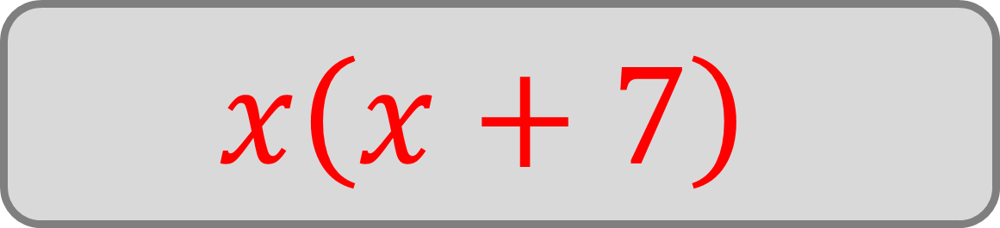 x(x + 7)